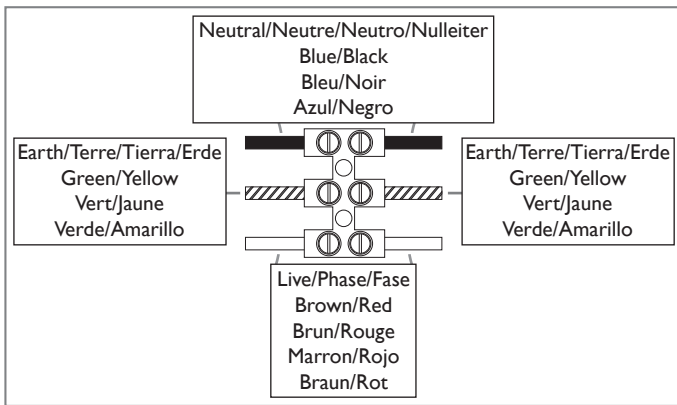 Neutral/Neutre/Neutro/Nulleiter
Blue/Black
Bleu/Noir
Azul/Negro
Earth/Terre/Tierra/Erde
Green/Yellow
Vert/Jaune
Verde/Amarillo
Earth/Terre/Tierra/Erde
Green/Yellow
Vert/Jaune
Verde/Amarillo
Live/Phase/Fase
Brown/Red
Brun/Rouge
Marron/Rojo
Braun/Rot